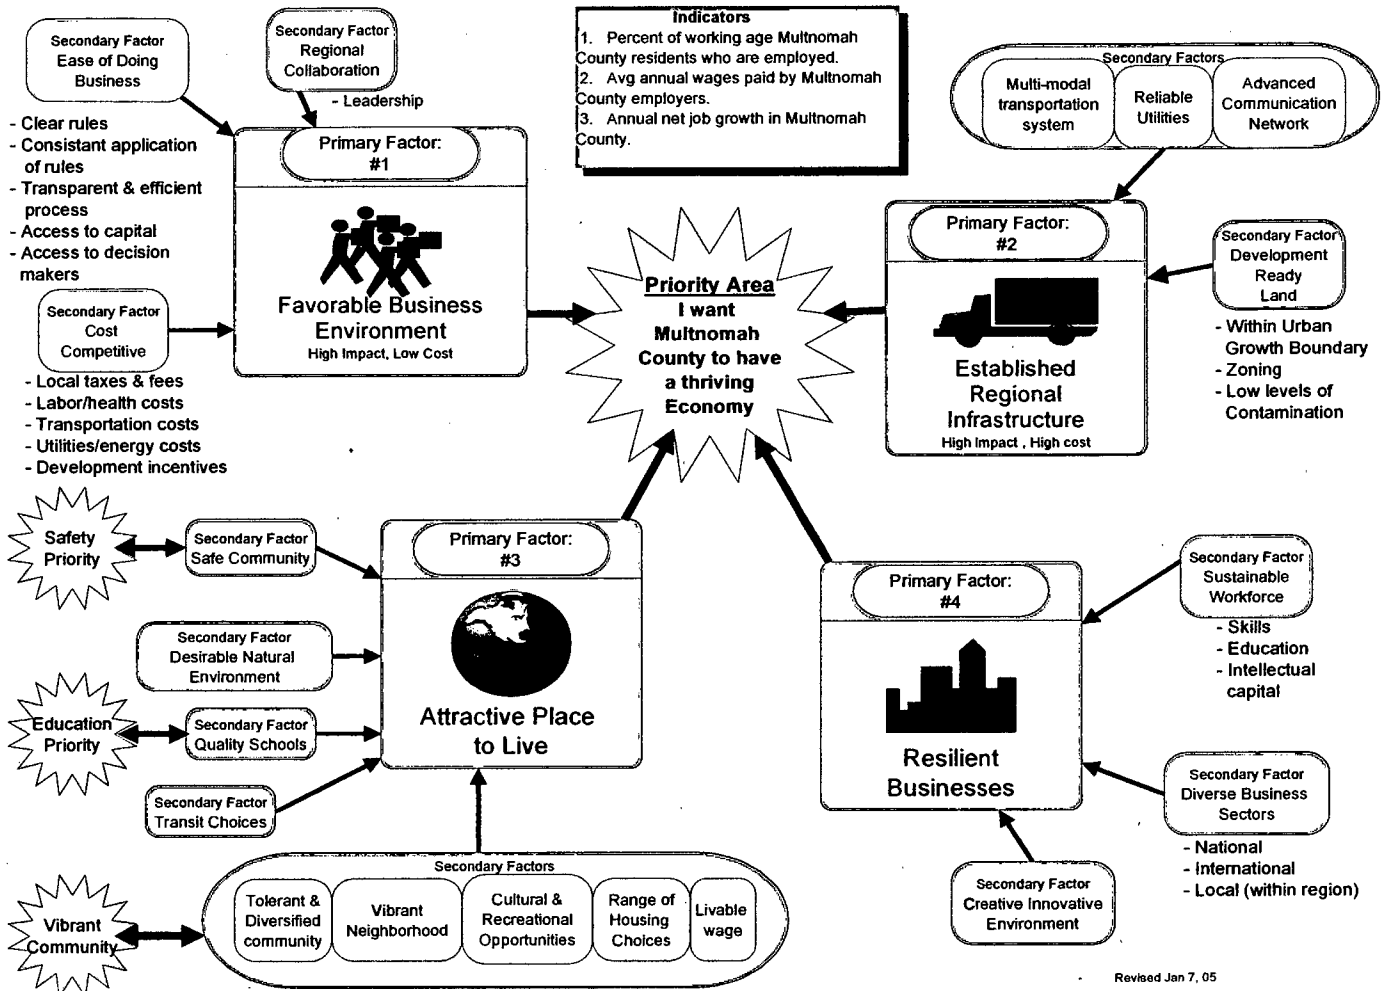 Secondary Factor
Ease of Doing
Business
- Clear rules
- Consistant application
of rules
- Transparent & efficient
process
- Access to capital
- Access to decision
makers
Secondary Factor
Regional
Collaboration
- Leadership
Primary Factor:
#1
Favorable Business
Environment
High Impact, Low Cost
Secondary Factor
Cost
Competitive
- Local taxes & fees
- Labor/health costs
- Transportation costs
- Utilities/energy costs
- Development incentives
Indicators
1. Percent of working age Multnomah
County residents who are employed.
2. Avg annual wages paid by Multnomah
County employers.
3. Annual net job growth in Multnomah
County.
Priority Area
I want
Multnomah
County to have
a thriving
Economy
Secondary Factors
Multi-modal
transportation
system
Reliable
Utilities
Advanced
Communication
Network
Primary Factor:
#2
Established
Regional
Infrastructure
High Impact , High cost
Secondary Factor
Development
Ready
Land
- Within Urban
Growth Boundary
- Zoning
- Low levels of
Contamination
Safety
Priority
Secondary Factor
Safe Community
Secondary Factor
Desirable Natural
Environment
Education
Priority
Secondary Factor
Quality Schools
Secondary Factor
Transit Choices
Primary Factor:
#3
Attractive Place
to Live
Vibrant
Community
Secondary Factors
Tolerant &
Diversified
community
Vibrant
Neighborhood
Cultural &
Recreational
Opportunities
Range of
Housing
Choices
Livable
wage
Primary Factor:
#4
Resilient
Businesses
Secondary Factor
Sustainable
Workforce
- Skills
- Education
- Intellectual
capital
Secondary Factor
Diverse Business
Sectors
- National
- International
- Local (within region)
Secondary Factor
Creative Innovative
Environment
Revised Jan 7, 05